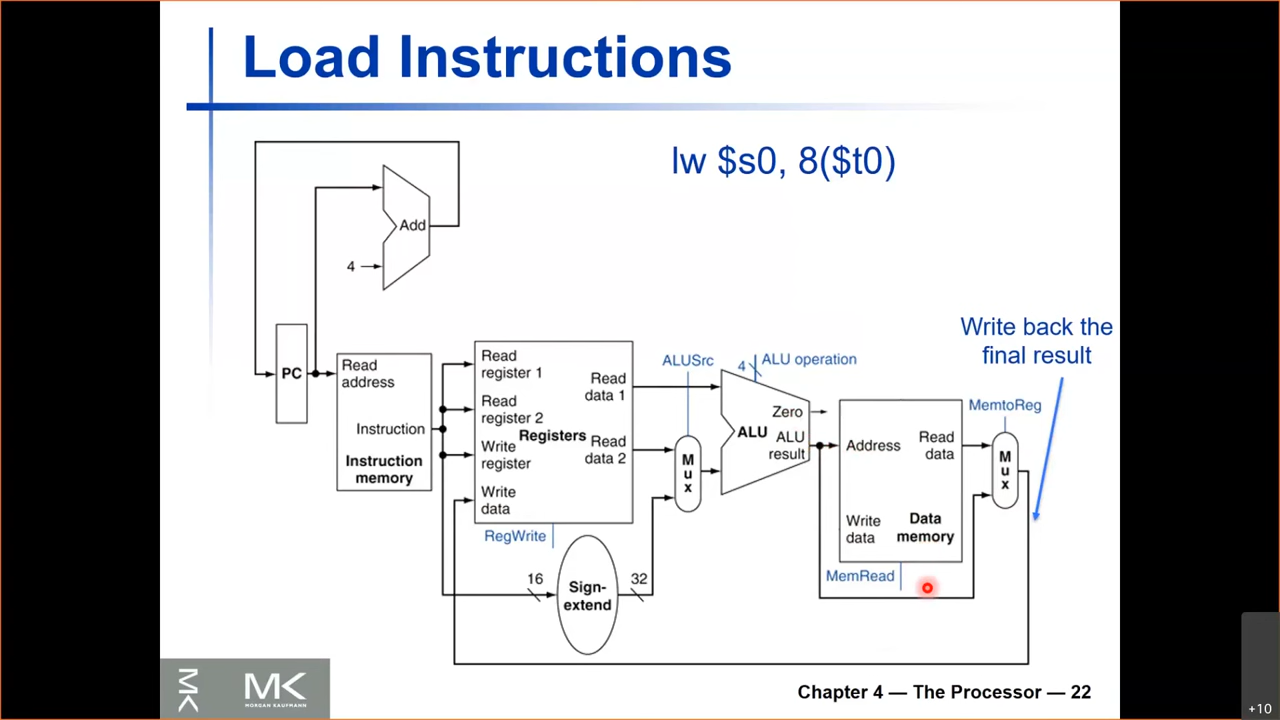 Load Instructions
lw $s0, 8($t0)
Add
4
Write back the
final result
PC
Read
address
Instruction
Instruction
memory
Read
register 1
Read
register 2
Write
register
Write
data
Registers
Read
data 1
Read
data 2
RegWrite
16
Sign-
extend
32
ALUSrc
M
u
x
4
ALU operation
Zero
ALU
ALU
result
Address
Read
data
Write
data
Data
memory
MemRead
MemtoReg
M
u
x
MK
MK
MORGAN KAUFMANN
Chapter 4 — The Processor — 22
+10